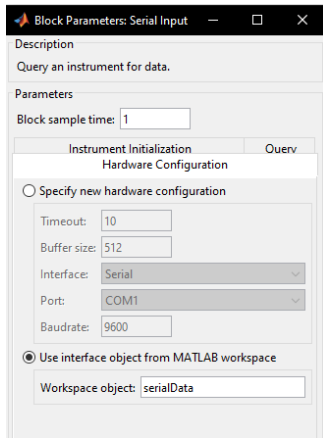 Block Parameters: Serial Input
Description
Query an instrument for data.
Parameters
Block sample time: 1
Instrument Initialization Query
Hardware Configuration
Specify new hardware configuration
Timeout: 10
Buffer size: 512
Interface: Serial
Port: COM1
Baudrate: 9600
Use interface object from MATLAB workspace
Workspace object: serialData